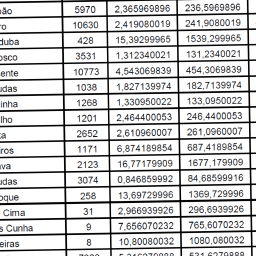 oão 5970 2,365969896 236,5969896
ro 10630 2,419080019 241,9080019
duba 428 15,39299965 1539,299965
osco 3531 1,312340021 131,2340021
ente 10773 4,543069839 454,3069839
udas 1038 1,827139974 182,7139974
inha 1268 1,330950022 133,0950022
lho 1201 2,464400053 246,4400053
ta 2652 2,610960007 261,0960007
iros 1171 6,874189854 687,4189854
ava 2123 16,77179909 1677,179909
udas 3074 0,846859992 84,68599916
oque 258 13,69729996 1369,729996
Cima 31 2,966939926 296,6939926
s Cunha 9 7,656070232 765,6070232
eiras 8 10,80080032 1080,080032